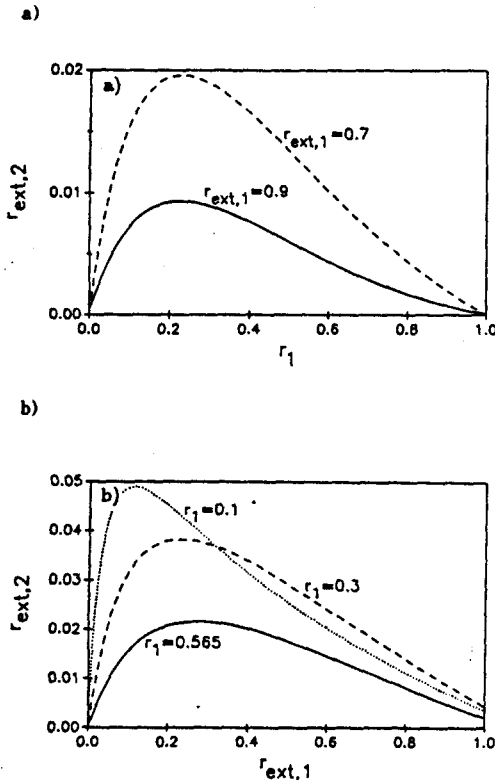 a)
0.02
a)
r_ext,1=0.7
0.01
r_ext,2
r_ext,1=0.9
0.00
0.0 0.2 0.4 0.6 0.8 1.0
r_1
b)
0.05
b)
r_1=0.1
0.04
0.03
r_ext,2
r_1=0.3
0.02
r_1=0.565
0.01
0.00
0.0 0.2 0.4 0.6 0.8 1.0
r_ext,1